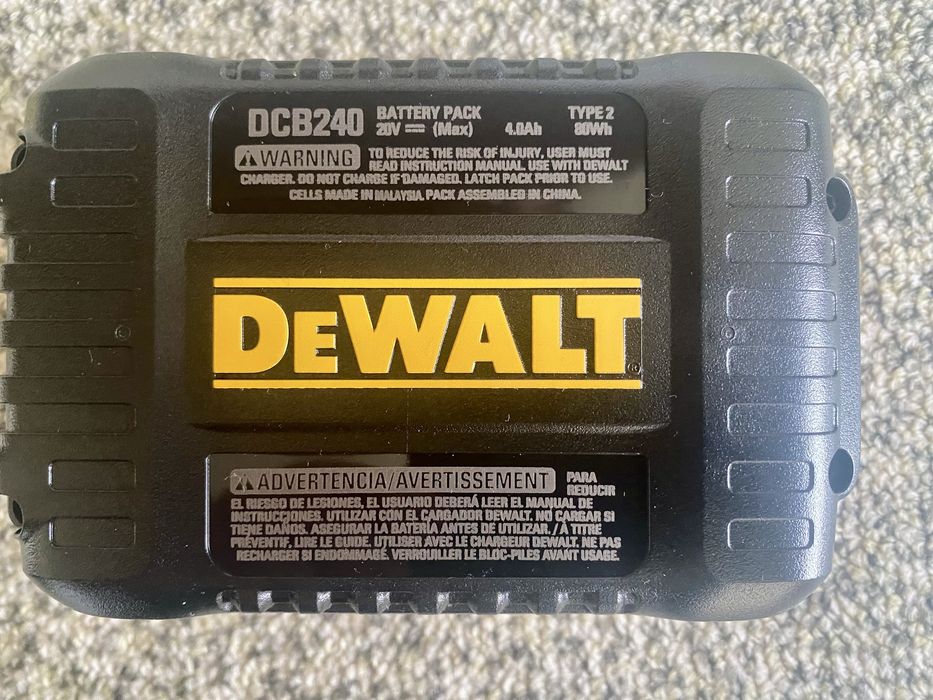 DCB240 BATTERY PACK TYPE 2
20V ⎓ (Max) 4.0Ah 80Wh
⚠ WARNING TO REDUCE THE RISK OF INJURY, USER MUST
READ INSTRUCTION MANUAL. USE WITH DEWALT
CHARGER. DO NOT CHARGE IF DAMAGED. LATCH PACK PRIOR TO USE.
CELLS MADE IN MALAYSIA. PACK ASSEMBLED IN CHINA.
DEWALT®
⚠ ADVERTENCIA/AVERTISSEMENT PARA
REDUCIR
EL RIESGO DE LESIONES, EL USUARIO DEBERÁ LEER EL MANUAL DE
INSTRUCCIONES. UTILIZAR CON EL CARGADOR DEWALT. NO CARGAR SI
TIENE DAÑOS. ASEGURAR LA BATERÍA ANTES DE UTILIZAR. / À TITRE
PRÉVENTIF, LIRE LE GUIDE. UTILISER AVEC LE CHARGEUR DEWALT. NE PAS
RECHARGER SI ENDOMMAGÉ. VERROUILLER LE BLOC-PILES AVANT USAGE.